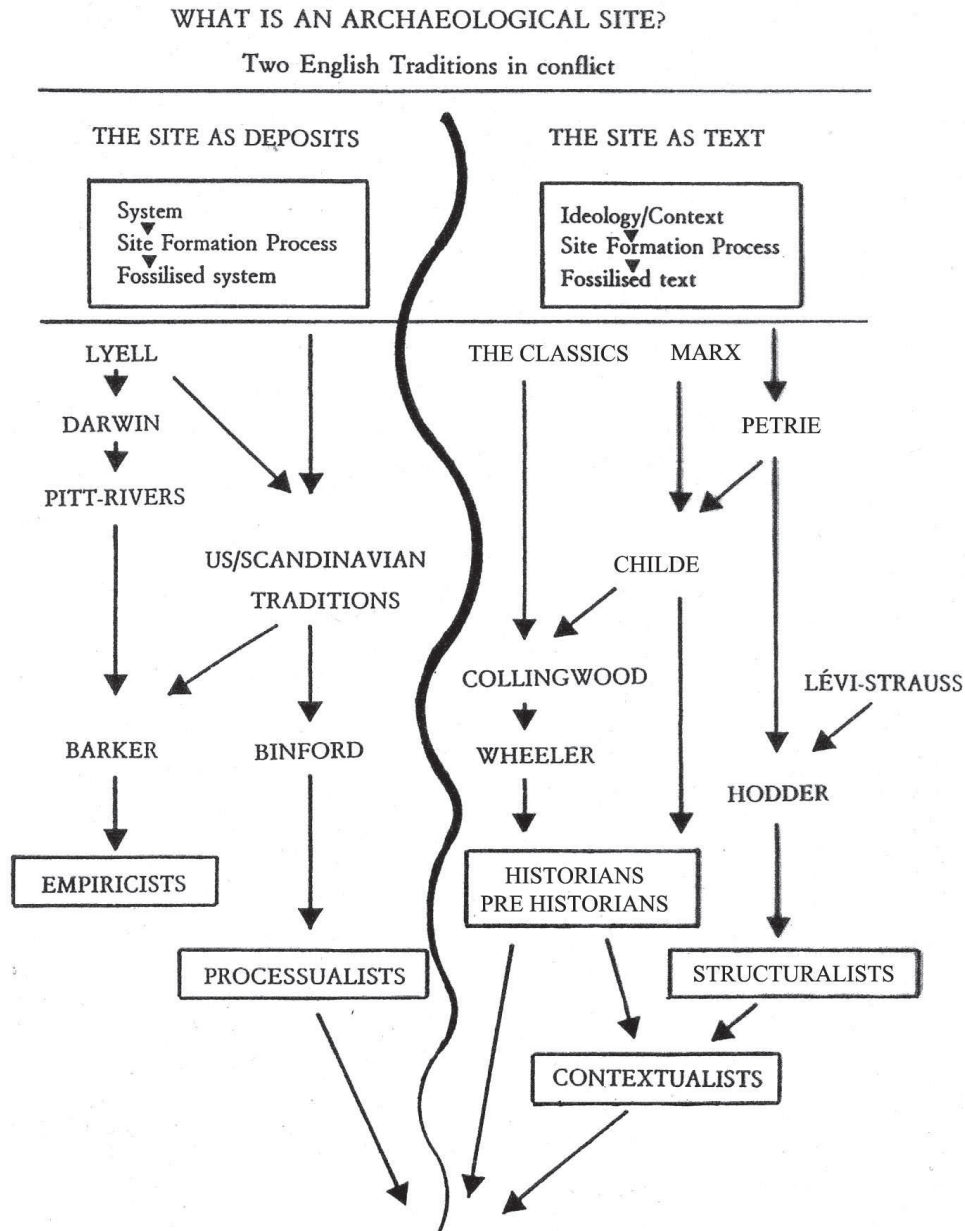 WHAT IS AN ARCHAEOLOGICAL SITE?
Two English Traditions in conflict
THE SITE AS DEPOSITS
System
Site Formation Process
Fossilised system
THE SITE AS TEXT
Ideology/Context
Site Formation Process
Fossilised text
LYELL
DARWIN
PITT-RIVERS
US/SCANDINAVIAN
TRADITIONS
BARKER
BINFORD
EMPIRICISTS
PROCESSUALISTS
THE CLASSICS
MARX
PETRIE
CHILDE
COLLINGWOOD
LÉVI-STRAUSS
WHEELER
HODDER
HISTORIANS
PRE HISTORIANS
STRUCTURALISTS
CONTEXTUALISTS